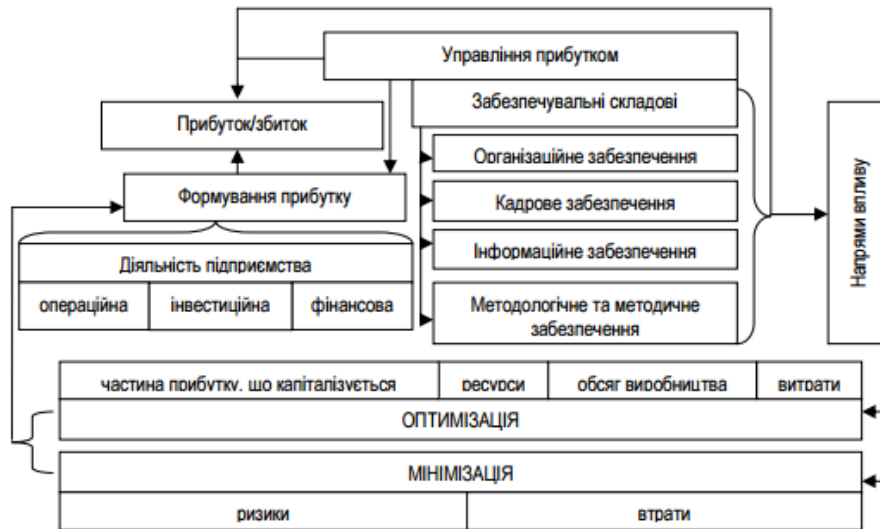 Управління прибутком
Забезпечувальні складові
Прибуток/збиток
Організаційне забезпечення
Формування прибутку
Кадрове забезпечення
Інформаційне забезпечення
Діяльність підприємства
операційна
інвестиційна
фінансова
Методологічне та методичне
забезпечення
Напрями впливу
частина прибутку, що капіталізується
ресурси
обсяг виробництва
витрати
ОПТИМІЗАЦІЯ
МІНІМІЗАЦІЯ
ризики
втрати